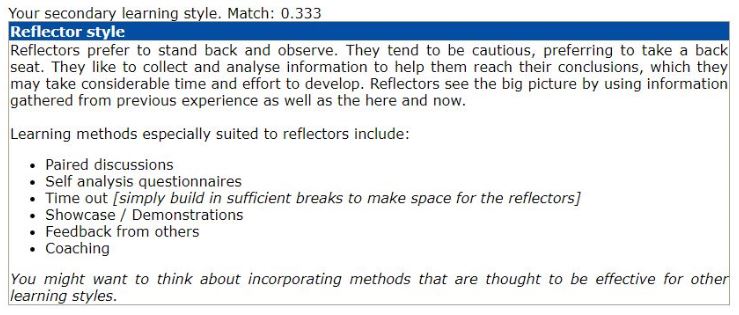 Your secondary learning style. Match: 0.333
Reflector style
Reflectors prefer to stand back and observe. They tend to be cautious, preferring to take a back
seat. They like to collect and analyse information to help them reach their conclusions, which they
may take considerable time and effort to develop. Reflectors see the big picture by using information
gathered from previous experience as well as the here and now.
Learning methods especially suited to reflectors include:
• Paired discussions
• Self analysis questionnaires
• Time out [simply build in sufficient breaks to make space for the reflectors]
• Showcase / Demonstrations
• Feedback from others
• Coaching
You might want to think about incorporating methods that are thought to be effective for other
learning styles.